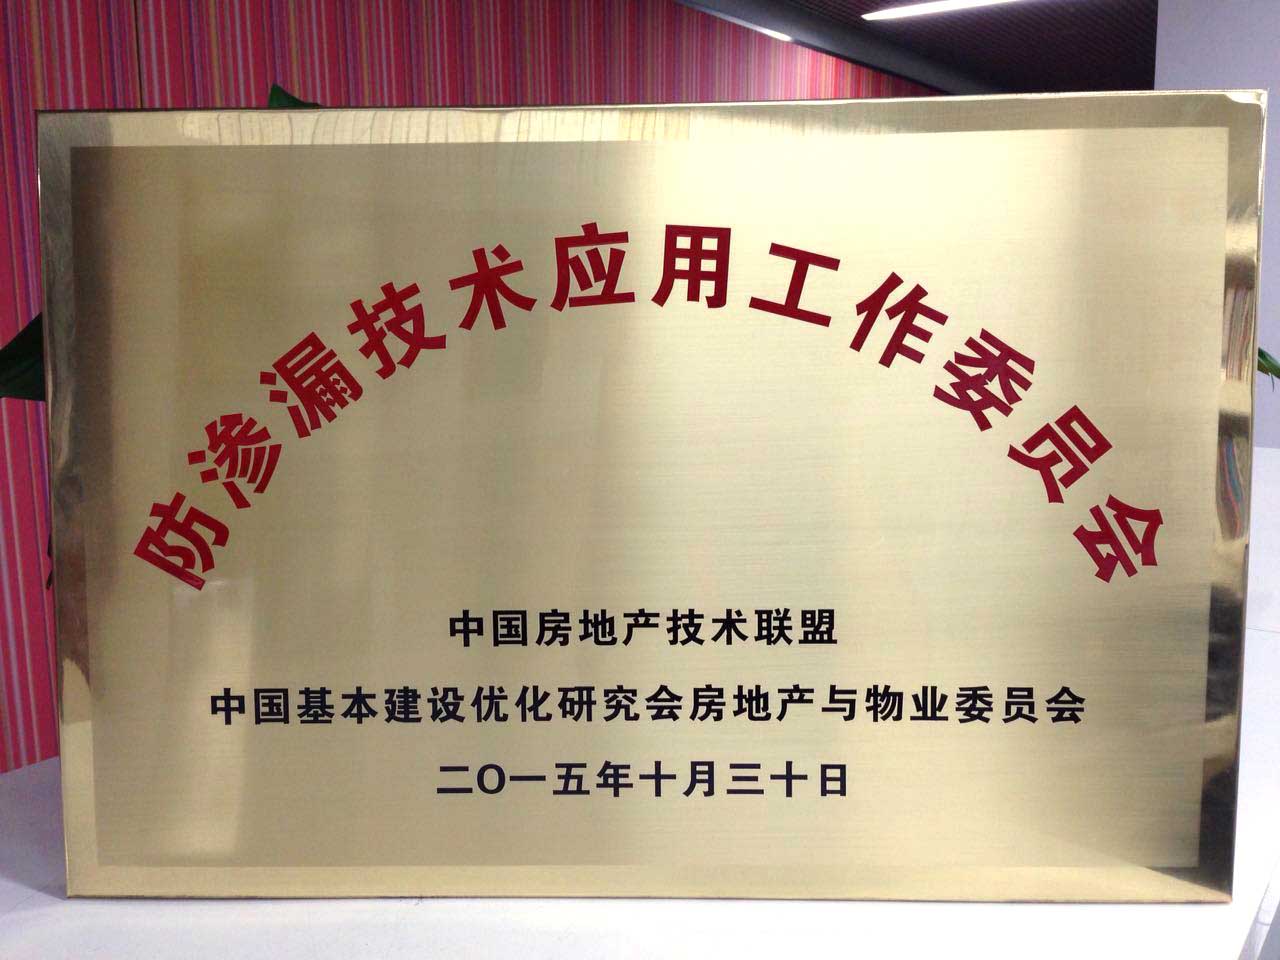 防渗漏技术应用工作委员会
中国房地产技术联盟
中国基本建设优化研究会房地产与物业委员会
二O一五年十月三十日